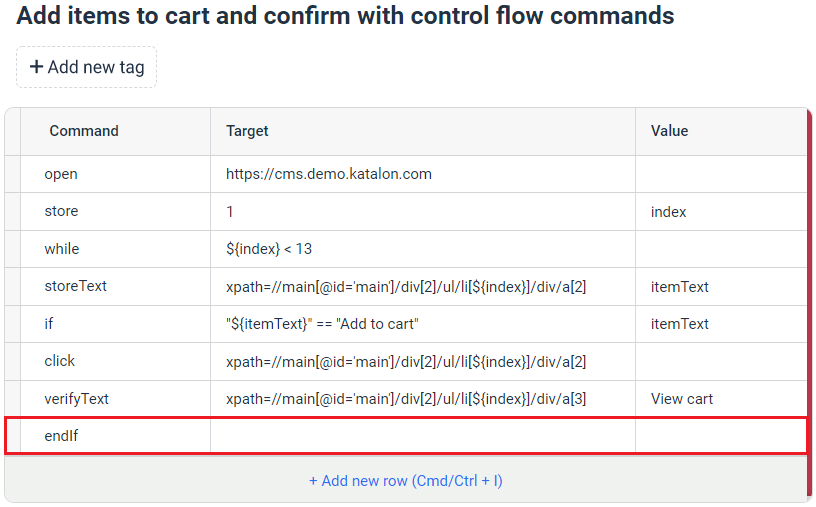 Add items to cart and confirm with control flow commands
+ Add new tag
Command Target Value
open https://cms.demo.katalon.com
store 1 index
while ${index} < 13
storeText xpath=//main[@id='main']/div[2]/ul/li[${index}]/div/a[2] itemText
if "${itemText}" == "Add to cart" itemText
click xpath=//main[@id='main']/div[2]/ul/li[${index}]/div/a[2]
verifyText xpath=//main[@id='main']/div[2]/ul/li[${index}]/div/a[3] View cart
endIf
+ Add new row (Cmd/Ctrl + I)